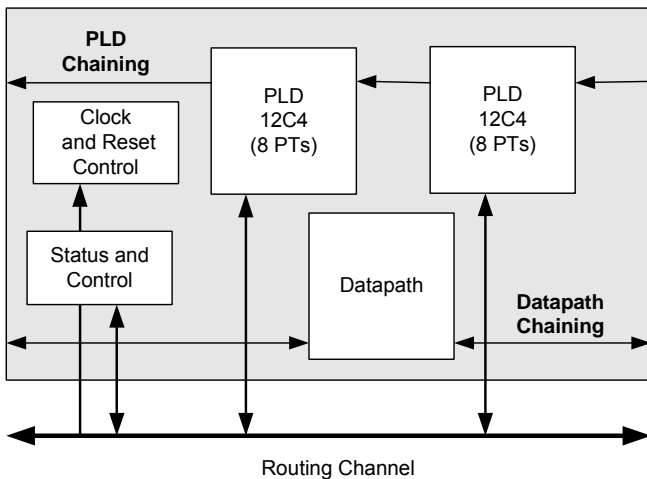 PLD
Chaining
PLD
12C4
(8 PTs)
PLD
12C4
(8 PTs)
Clock
and Reset
Control
Status and
Control
Datapath
Datapath
Chaining
Routing Channel